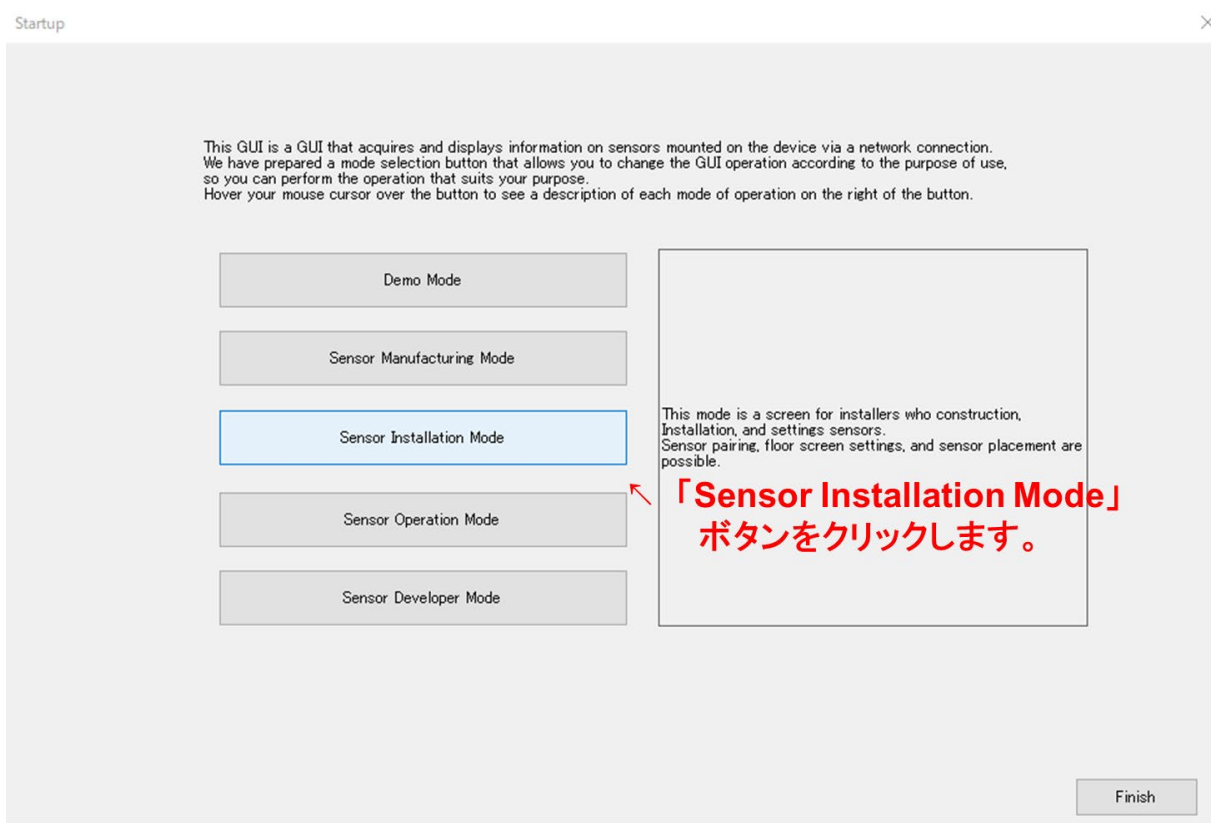 Startup
This GUI is a GUI that acquires and displays information on sensors mounted on the device via a network connection.
We have prepared a mode selection button that allows you to change the GUI operation according to the purpose of use,
so you can perform the operation that suits your purpose.
Hover your mouse cursor over the button to see a description of each mode of operation on the right of the button.
Demo Mode
Sensor Manufacturing Mode
Sensor Installation Mode
Sensor Operation Mode
Sensor Developer Mode
This mode is a screen for installers who construction,
Installation, and settings sensors.
Sensor pairing, floor screen settings, and sensor placement are
possible.
↖「Sensor Installation Mode」
ボタンをクリックします。
Finish